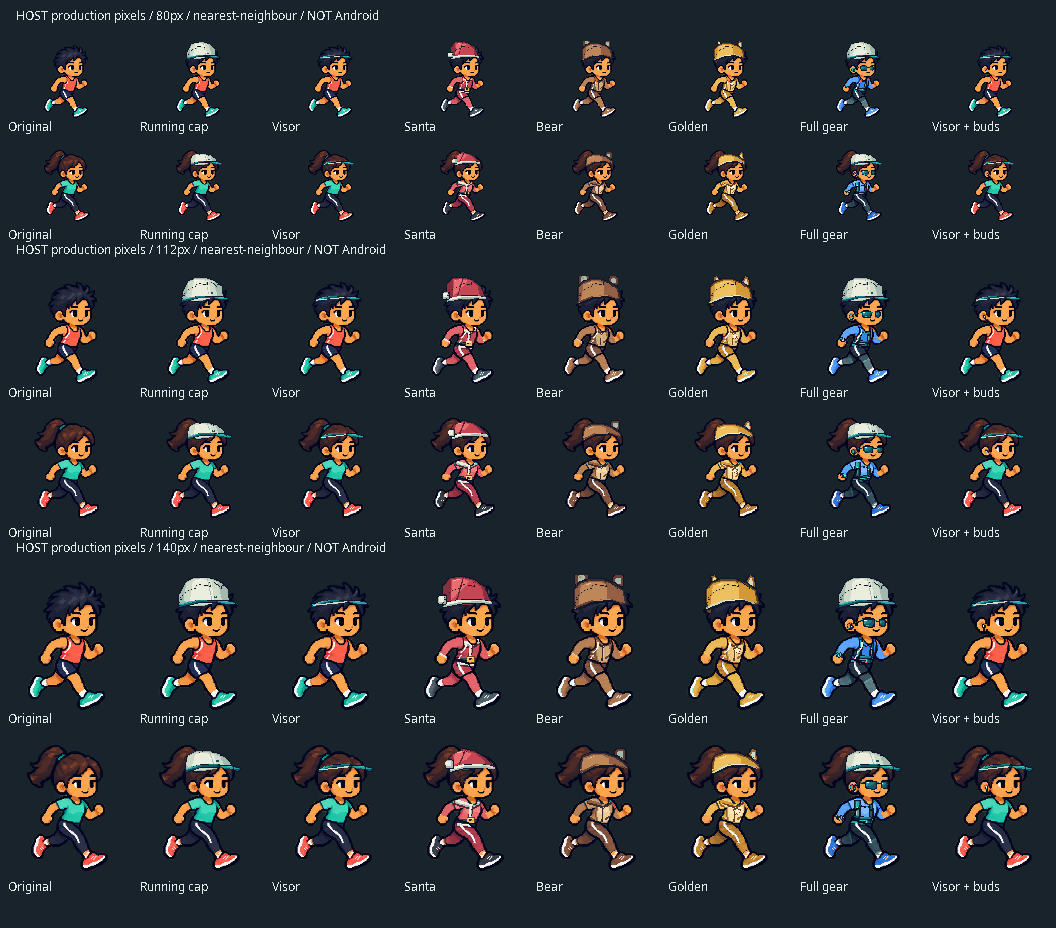 HOST production pixels / 80px / nearest-neighbour / NOT Android
Original Running cap Visor Santa Bear Golden Full gear Visor + buds
Original Running cap Visor Santa Bear Golden Full gear Visor + buds
HOST production pixels / 112px / nearest-neighbour / NOT Android
Original Running cap Visor Santa Bear Golden Full gear Visor + buds
Original Running cap Visor Santa Bear Golden Full gear Visor + buds
HOST production pixels / 140px / nearest-neighbour / NOT Android
Original Running cap Visor Santa Bear Golden Full gear Visor + buds
Original Running cap Visor Santa Bear Golden Full gear Visor + buds